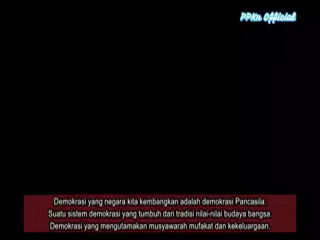 PPKn Official
Demokrasi yang negara kita kembangkan adalah demokrasi Pancasila.
Suatu sistem demokrasi yang tumbuh dari tradisi nilai-nilai budaya bangsa.
Demokrasi yang mengutamakan musyawarah mufakat dan kekeluargaan.